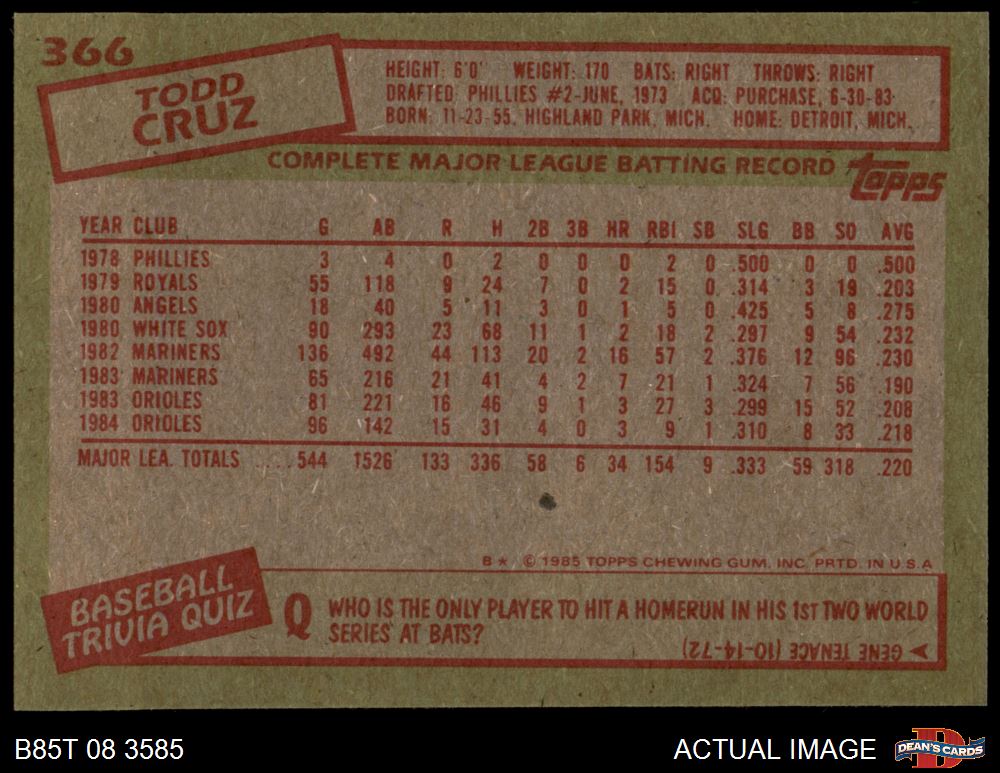 366
TODD
CRUZ
HEIGHT: 6'0" WEIGHT: 170 BATS: RIGHT THROWS: RIGHT
DRAFTED: PHILLIES #2-JUNE, 1973 ACQ: PURCHASE, 6-30-83
BORN: 11-23-55, HIGHLAND PARK, MICH. HOME: DETROIT, MICH.
COMPLETE MAJOR LEAGUE BATTING RECORD
Topps
YEAR CLUB G AB R H 2B 3B HR RBI SB SLG BB SO AVG
1978 PHILLIES 3 4 0 2 0 0 0 2 0 .500 0 0 .500
1979 ROYALS 55 118 9 24 7 0 2 15 0 .314 3 19 .203
1980 ANGELS 18 40 5 11 3 0 1 5 0 .425 5 8 .275
1980 WHITE SOX 90 293 23 68 11 1 2 18 2 .297 9 54 .232
1982 MARINERS 136 492 44 113 20 2 16 57 2 .376 12 96 .230
1983 MARINERS 65 216 21 41 4 2 7 21 1 .324 7 56 .190
1983 ORIOLES 81 221 16 46 9 1 3 27 3 .299 15 52 .208
1984 ORIOLES 96 142 15 31 4 0 3 9 1 .310 8 33 .218
MAJOR LEA. TOTALS ..... 544 1526 133 336 58 6 34 154 9 .333 59 318 .220
B* © 1985 TOPPS CHEWING GUM, INC. PRTD. IN U.S.A
BASEBALL
TRIVIA QUIZ
Q WHO IS THE ONLY PLAYER TO HIT A HOMERUN IN HIS 1ST TWO WORLD
SERIES AT BATS?
GENE TENACE (10-14-72)
B85T 08 3585
ACTUAL IMAGE
DEAN'S CARDS